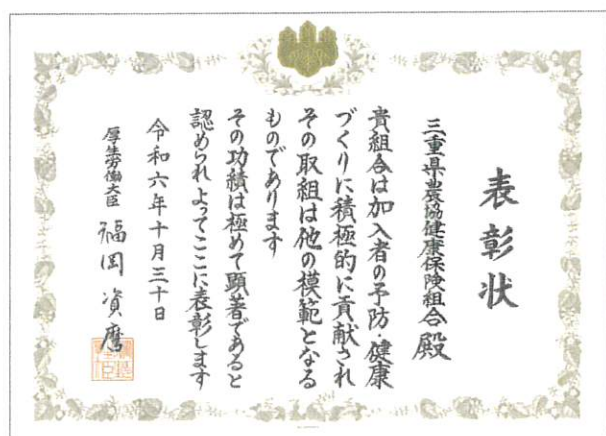 表彰状
三重県農協健康保険組合殿
貴組合は加入者の予防・健康
づくりに積極的に貢献され
その取組は他の模範となる
ものであります
その功績は極めて顕著であると
認められよってここに表彰します
令和六年十月三十日
厚生労働大臣 福岡資麿